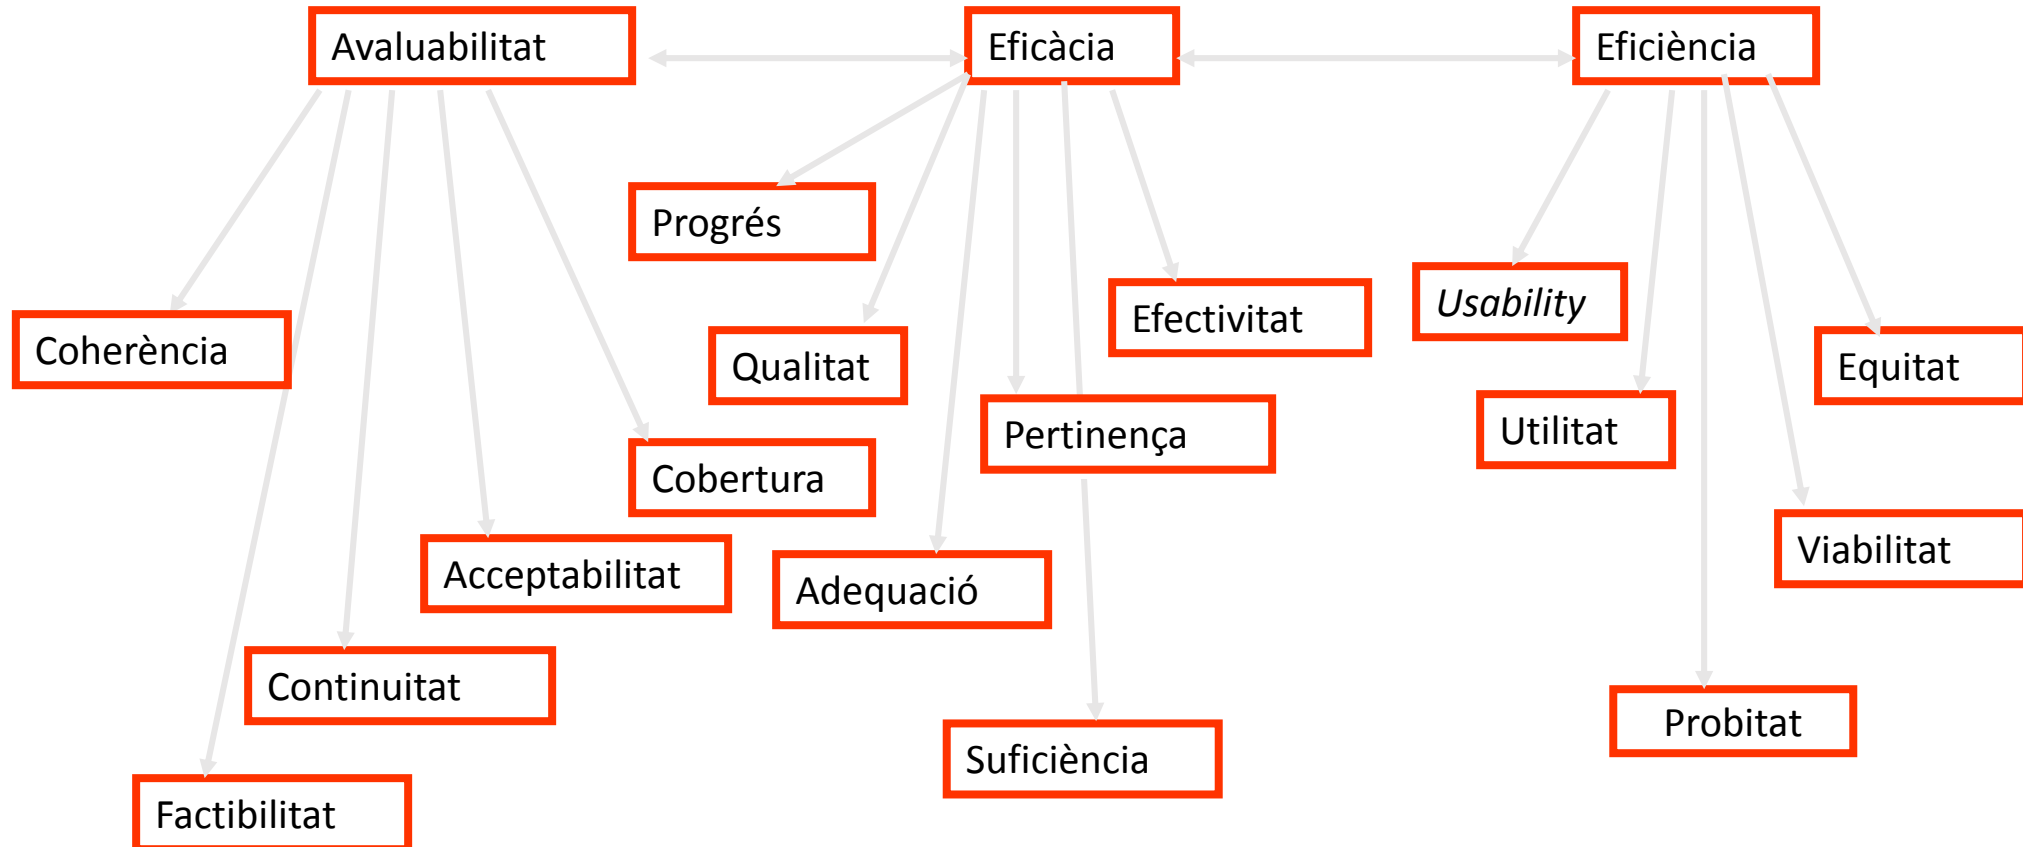 Avaluabilitat
Eficàcia
Eficiència
Progrés
Coherència
Qualitat
Efectivitat
Usability
Equitat
Cobertura
Pertinença
Utilitat
Acceptabilitat
Adequació
Viabilitat
Continuitat
Suficiència
Probitat
Factibilitat